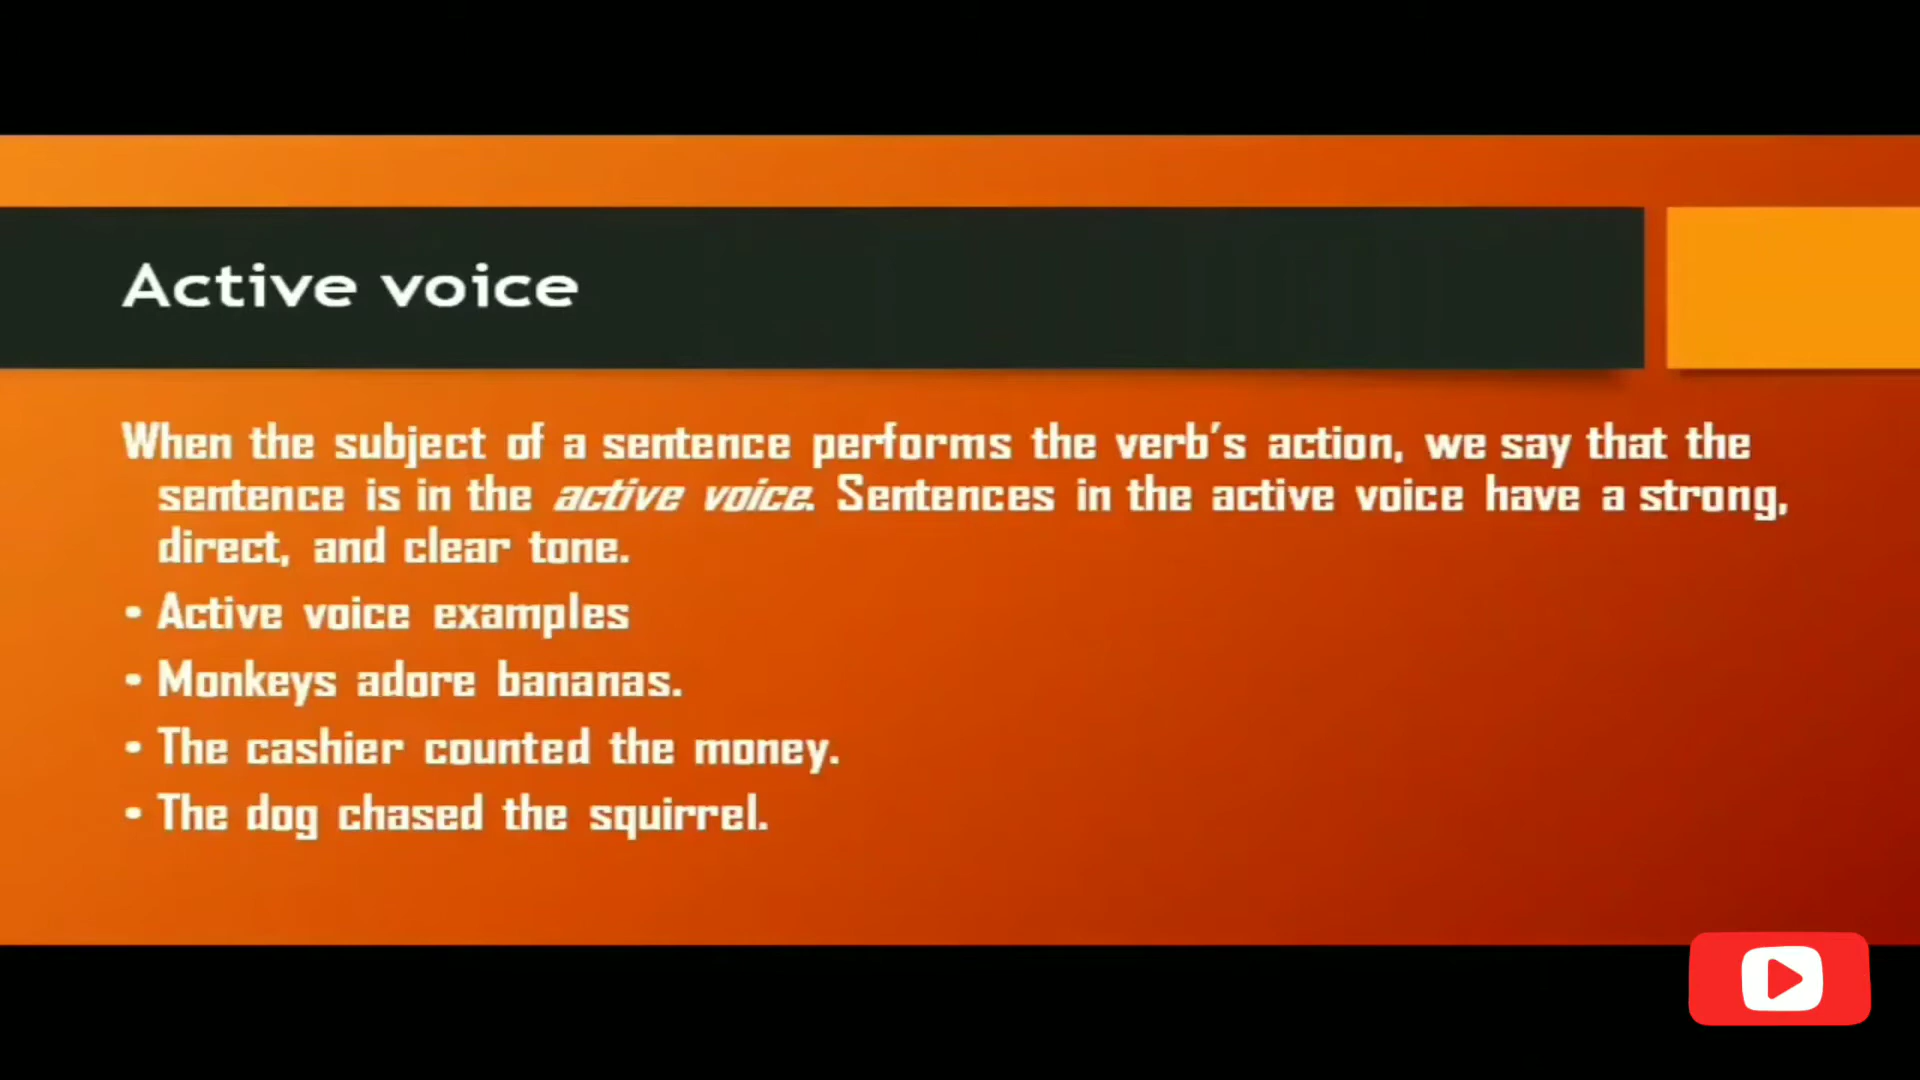 Active voice
When the subject of a sentence performs the verb's action, we say that the
sentence is in the active voice. Sentences in the active voice have a strong,
direct, and clear tone.
• Active voice examples
• Monkeys adore bananas.
• The cashier counted the money.
• The dog chased the squirrel.